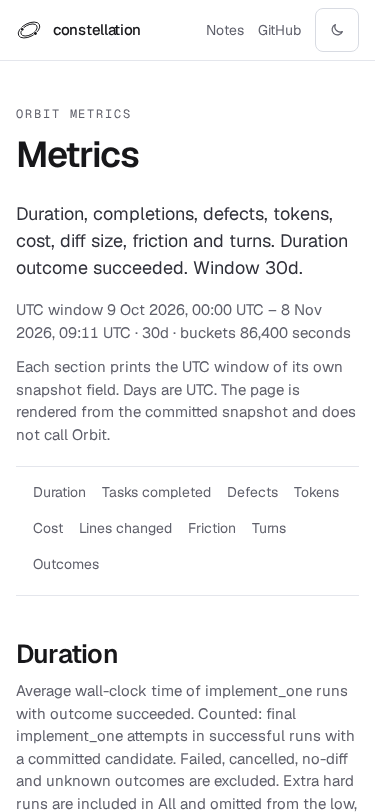 constellation Notes GitHub
ORBIT METRICS
Metrics
Duration, completions, defects, tokens,
cost, diff size, friction and turns. Duration
outcome succeeded. Window 30d.
UTC window 9 Oct 2026, 00:00 UTC – 8 Nov
2026, 09:11 UTC · 30d · buckets 86,400 seconds
Each section prints the UTC window of its own
snapshot field. Days are UTC. The page is
rendered from the committed snapshot and does
not call Orbit.
Duration Tasks completed Defects Tokens
Cost Lines changed Friction Turns
Outcomes
Duration
Average wall-clock time of implement_one runs
with outcome succeeded. Counted: final
implement_one attempts in successful runs with
a committed candidate. Failed, cancelled, no-diff
and unknown outcomes are excluded. Extra hard
runs are included in All and omitted from the low,